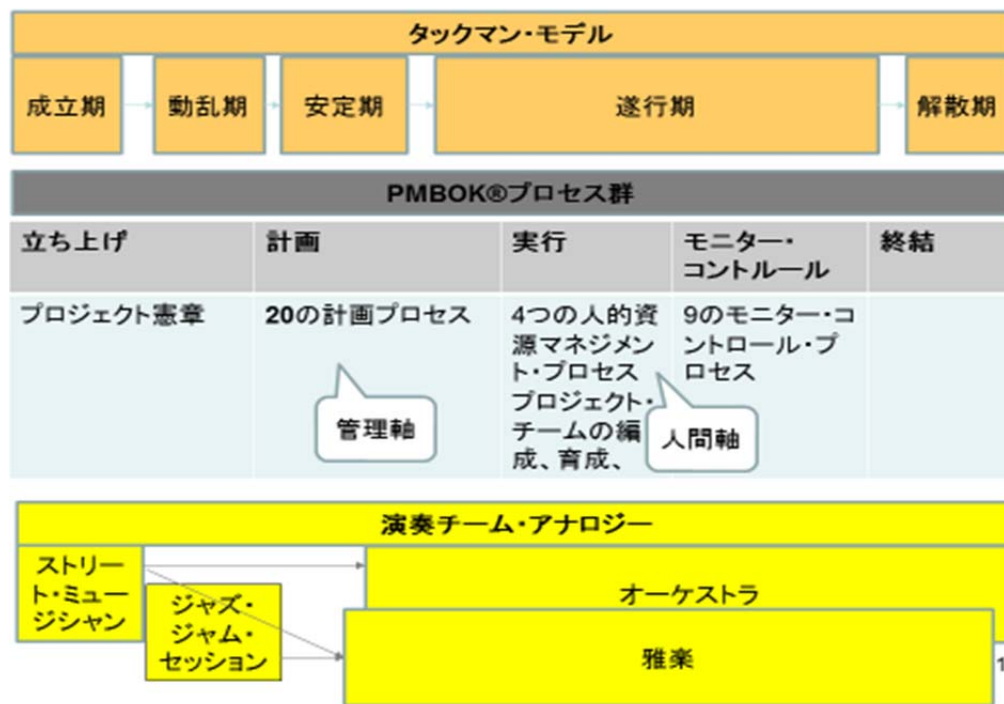 タックマン・モデル
成立期
動乱期
安定期
遂行期
解散期
PMBOK®プロセス群
立ち上げ
計画
実行
モニター・
コントルール
終結
プロジェクト憲章
20の計画プロセス
4つの人的資
源マネジメン
ト・プロセス
プロジェクト・
チームの編
成、育成、
9のモニター・コ
ントロール・プ
ロセス
管理軸
人間軸
演奏チーム・アナロジー
ストリー
ト・ミュー
ジシャン
ジャズ・
ジャム・
セッション
オーケストラ
雅楽
1